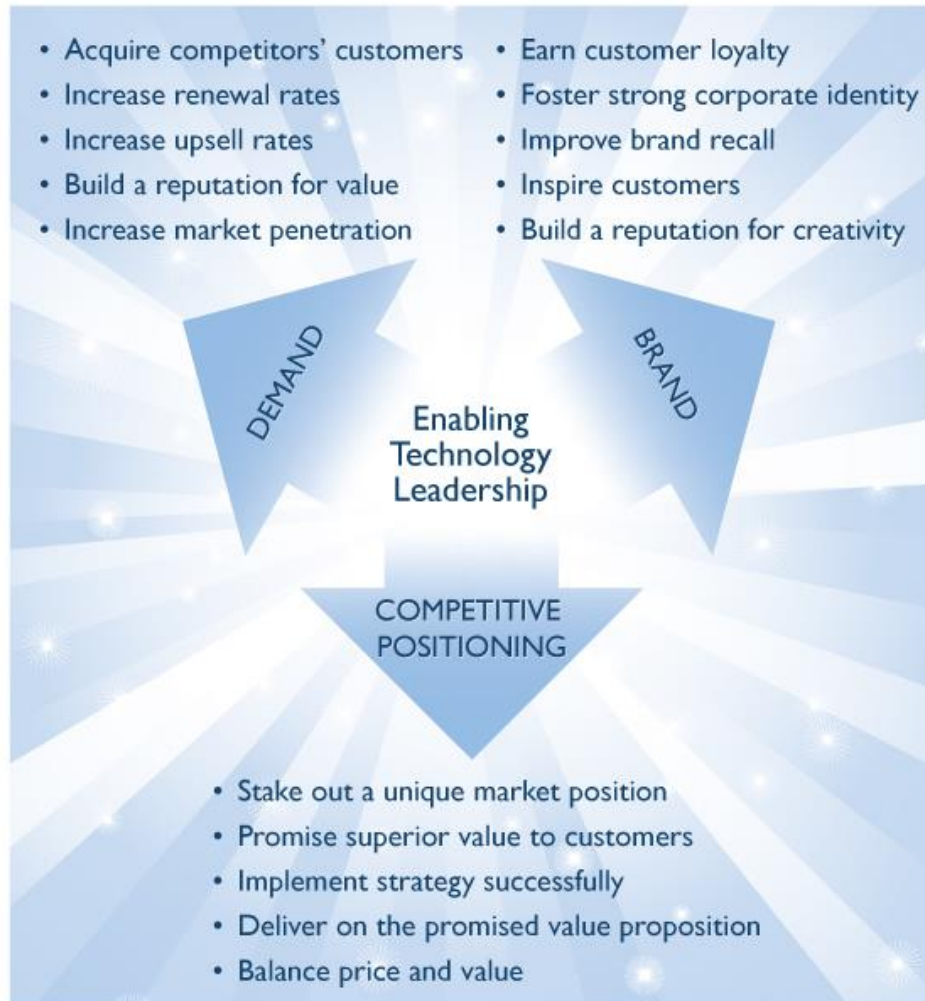 • Acquire competitors’ customers
• Increase renewal rates
• Increase upsell rates
• Build a reputation for value
• Increase market penetration
• Earn customer loyalty
• Foster strong corporate identity
• Improve brand recall
• Inspire customers
• Build a reputation for creativity
DEMAND
BRAND
Enabling
Technology
Leadership
COMPETITIVE
POSITIONING
• Stake out a unique market position
• Promise superior value to customers
• Implement strategy successfully
• Deliver on the promised value proposition
• Balance price and value